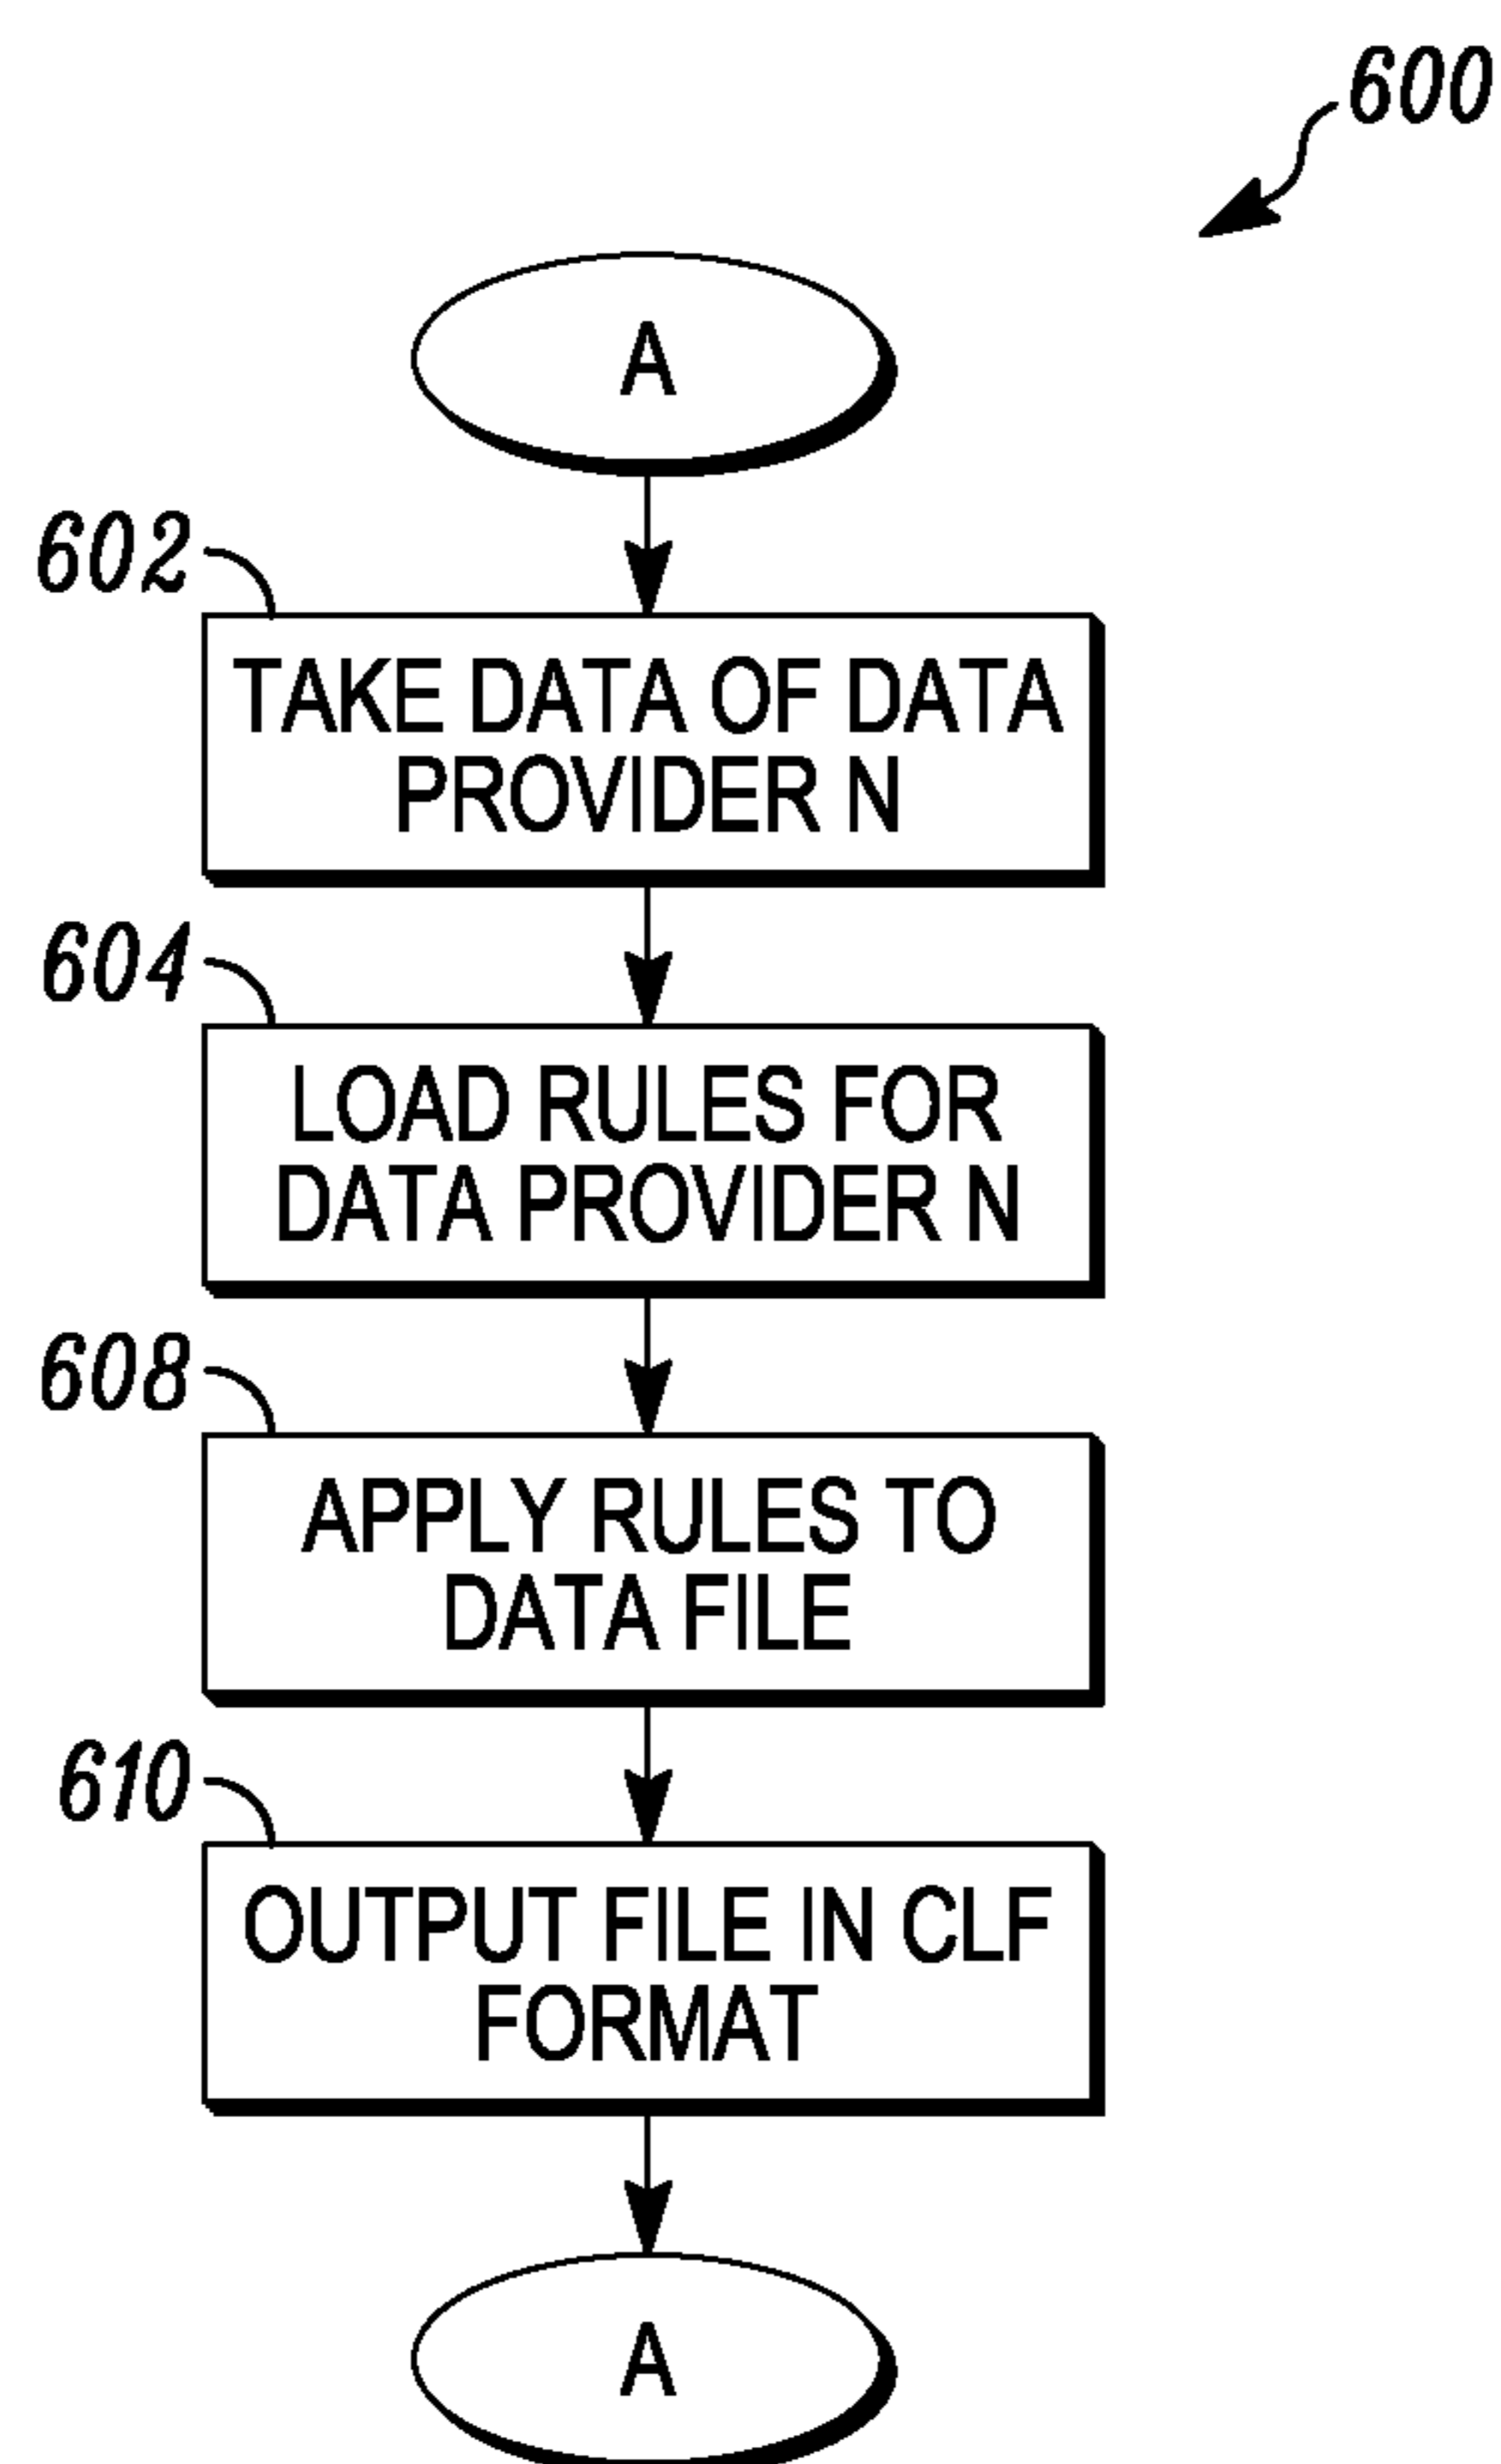 600
A
602
TAKE DATA OF DATA
PROVIDER N
604
LOAD RULES FOR
DATA PROVIDER N
608
APPLY RULES TO
DATA FILE
610
OUTPUT FILE IN CLF
FORMAT
A